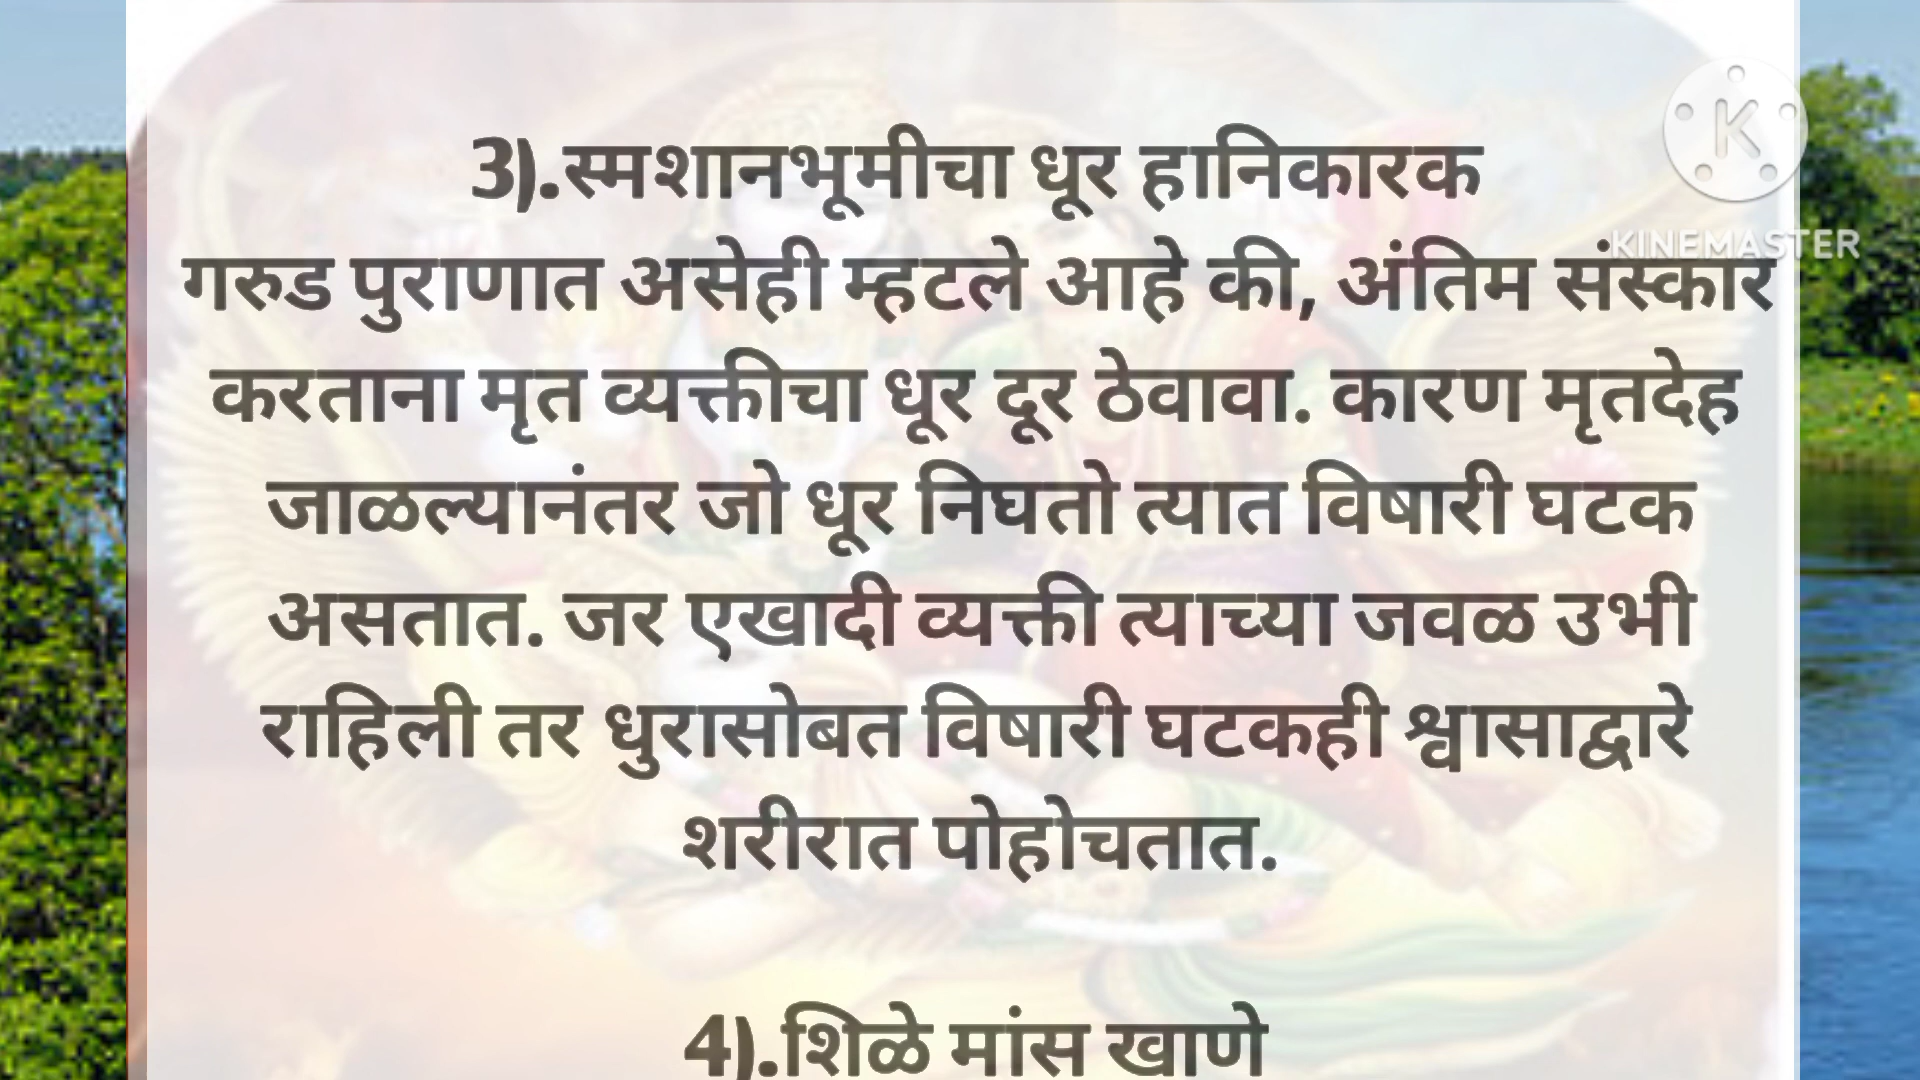 3).स्मशानभूमीचा धूर हानिकारक
गरुड पुराणात असेही म्हटले आहे की, अंतिम संस्कार
करताना मृत व्यक्तीचा धूर दूर ठेवावा. कारण मृतदेह
जाळल्यानंतर जो धूर निघतो त्यात विषारी घटक
असतात. जर एखादी व्यक्ती त्याच्या जवळ उभी
राहिली तर धुरासोबत विषारी घटकही श्वासाद्वारे
शरीरात पोहोचतात.
4).शिळे मांस खाणे
K
KINEMASTER